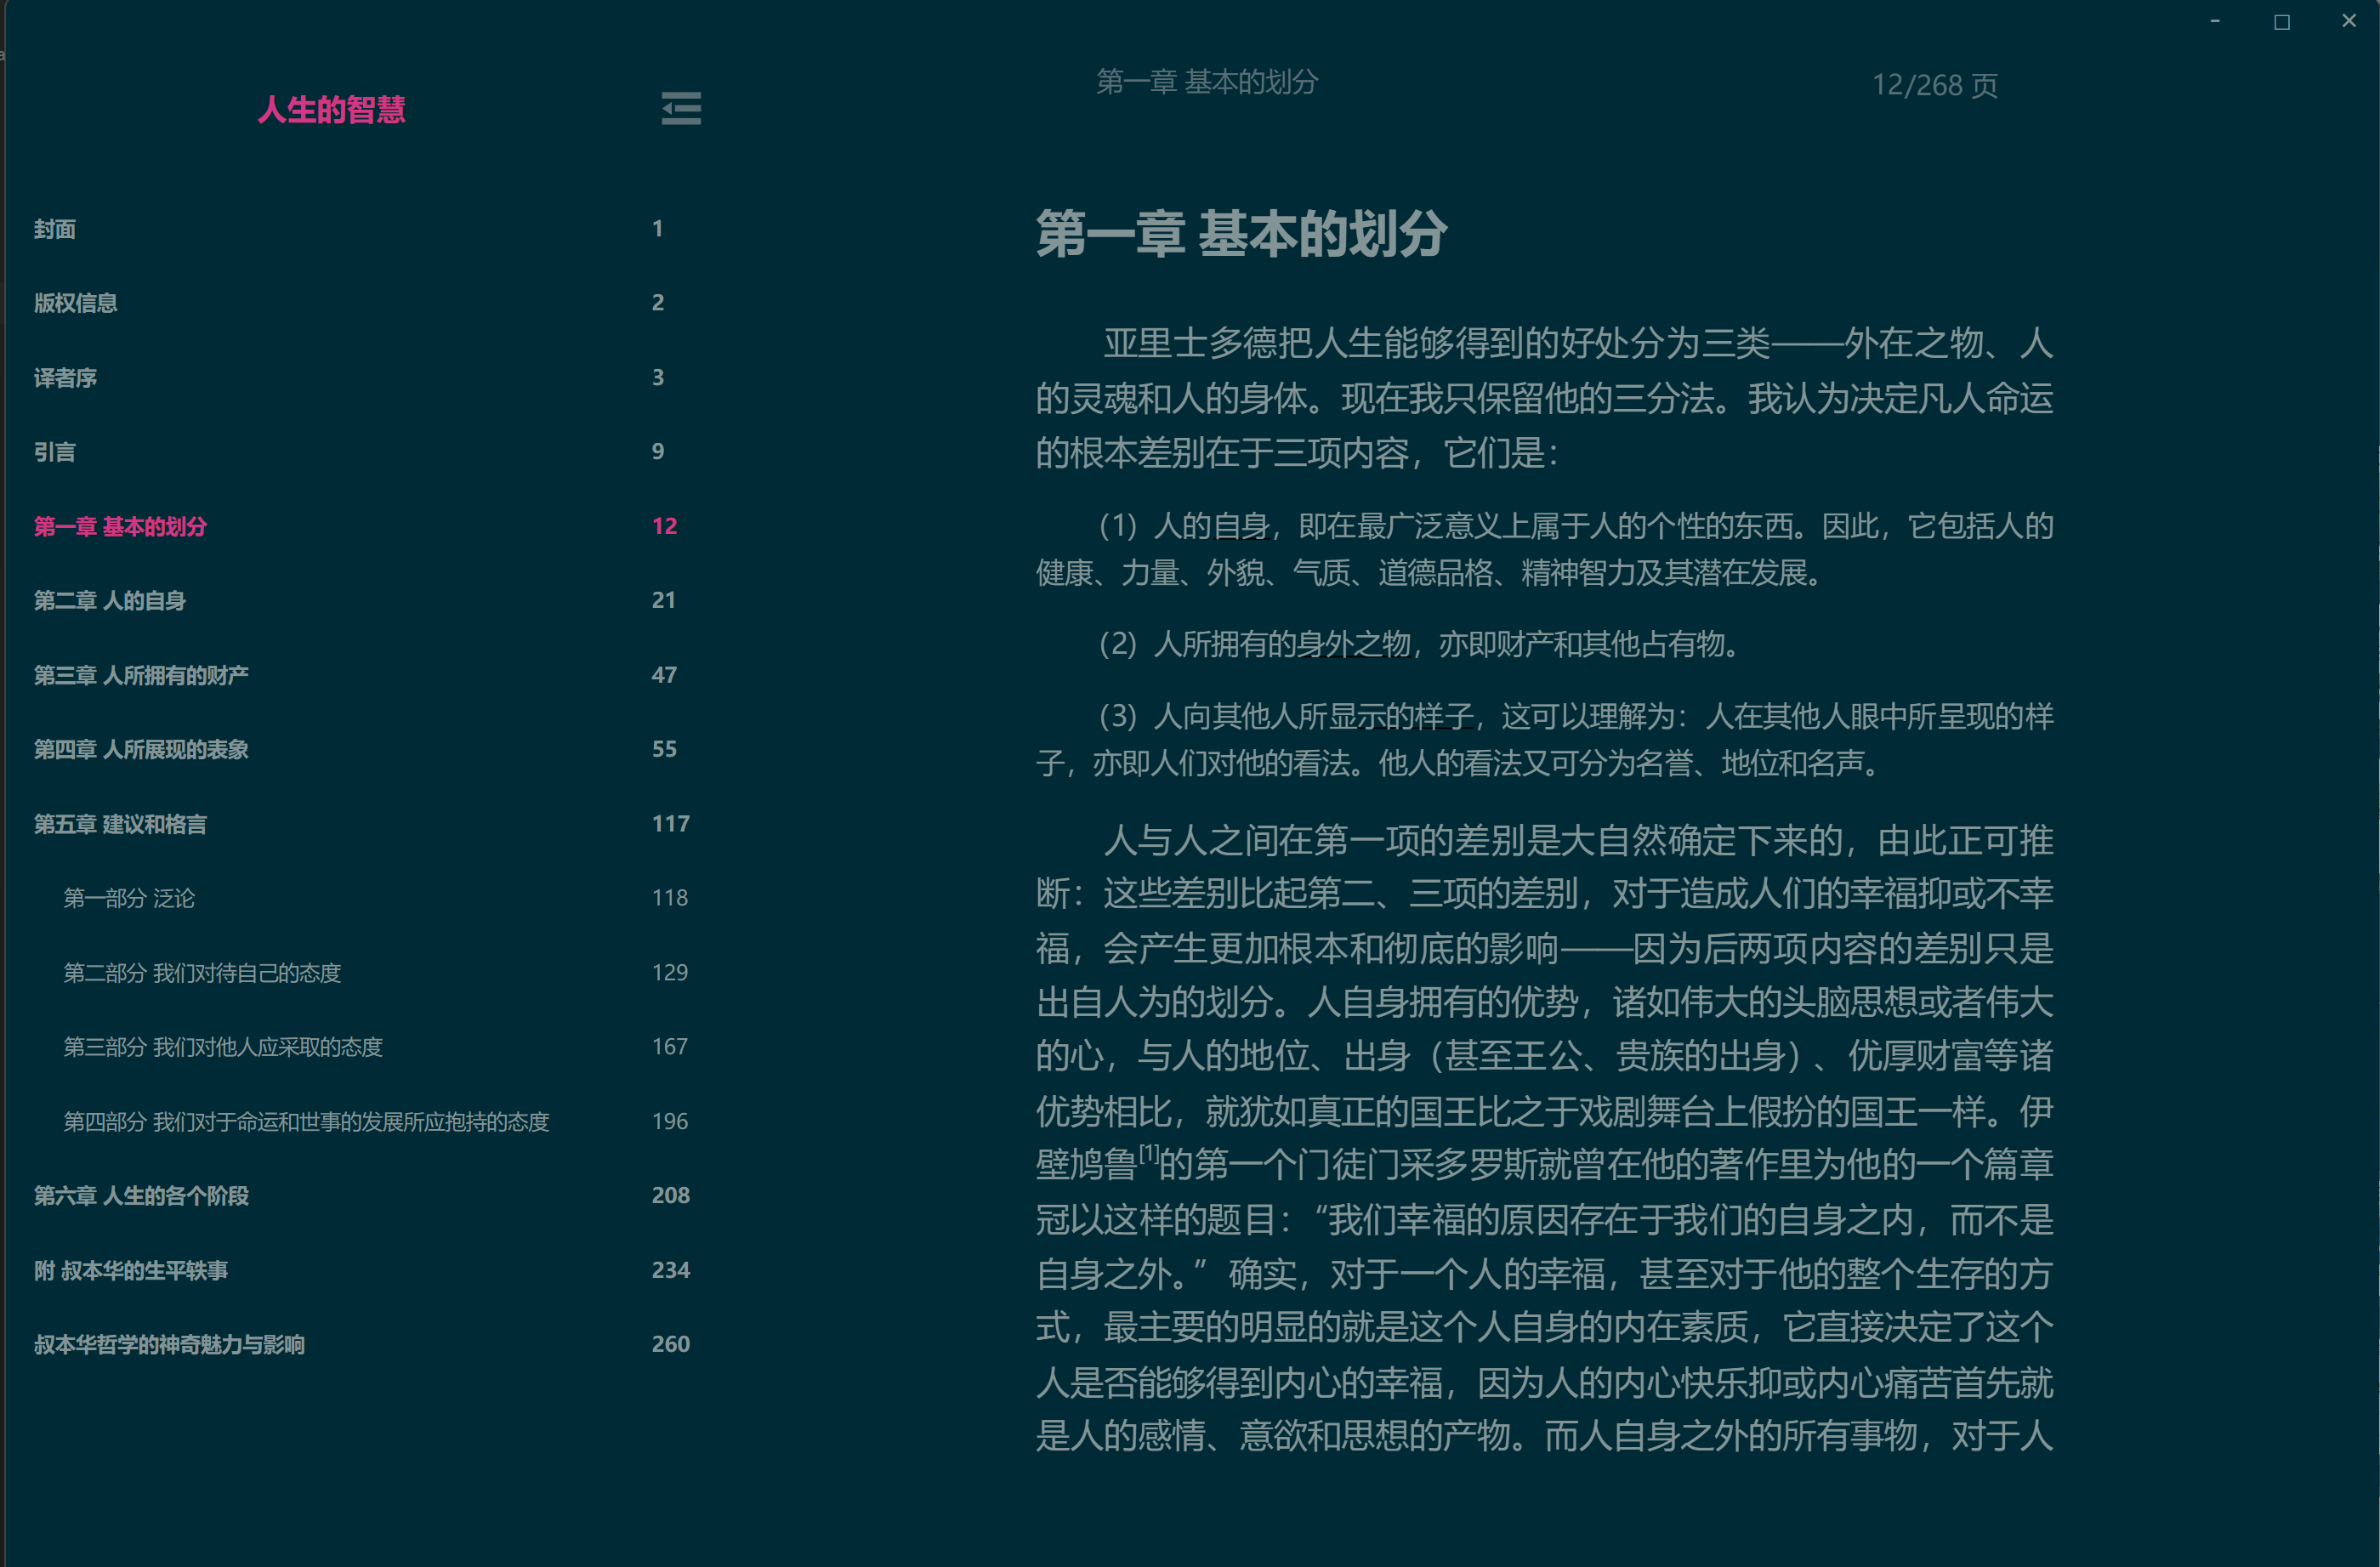 人生的智慧
封面 1
版权信息 2
译者序 3
引言 9
第一章 基本的划分 12
第二章 人的自身 21
第三章 人所拥有的财产 47
第四章 人所展现的表象 55
第五章 建议和格言 117
第一部分 泛论 118
第二部分 我们对待自己的态度 129
第三部分 我们对他人应采取的态度 167
第四部分 我们对于命运和世事的发展所应抱持的态度 196
第六章 人生的各个阶段 208
附 叔本华的生平轶事 234
叔本华哲学的神奇魅力与影响 260
第一章 基本的划分 12/268 页
第一章 基本的划分
亚里士多德把人生能够得到的好处分为三类——外在之物、人
的灵魂和人的身体。现在我只保留他的三分法。我认为决定凡人命运
的根本差别在于三项内容，它们是：
（1）人的自身，即在最广泛意义上属于人的个性的东西。因此，它包括人的
健康、力量、外貌、气质、道德品格、精神智力及其潜在发展。
（2）人所拥有的身外之物，亦即财产和其他占有物。
（3）人向其他人所显示的样子，这可以理解为：人在其他人眼中所呈现的样
子，亦即人们对他的看法。他人的看法又可分为名誉、地位和名声。
人与人之间在第一项的差别是大自然确定下来的，由此正可推
断：这些差别比起第二、三项的差别，对于造成人们的幸福抑或不幸
福，会产生更加根本和彻底的影响——因为后两项内容的差别只是
出自人为的划分。人自身拥有的优势，诸如伟大的头脑思想或者伟大
的心，与人的地位、出身（甚至王公、贵族的出身）、优厚财富等诸
优势相比，就犹如真正的国王比之于戏剧舞台上假扮的国王一样。伊
壁鸠鲁[1]的第一个门徒门采多罗斯就曾在他的著作里为他的一个篇章
冠以这样的题目：“我们幸福的原因存在于我们的自身之内，而不是
自身之外。”确实，对于一个人的幸福，甚至对于他的整个生存的方
式，最主要的明显的就是这个人自身的内在素质，它直接决定了这个
人是否能够得到内心的幸福，因为人的内心快乐抑或内心痛苦首先就
是人的感情、意欲和思想的产物。而人自身之外的所有事物，对于人